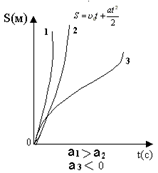 S(м)
1 2
S = υ₀t + at²/2
3
0
a₁>a₂
t(c)
a₃< 0